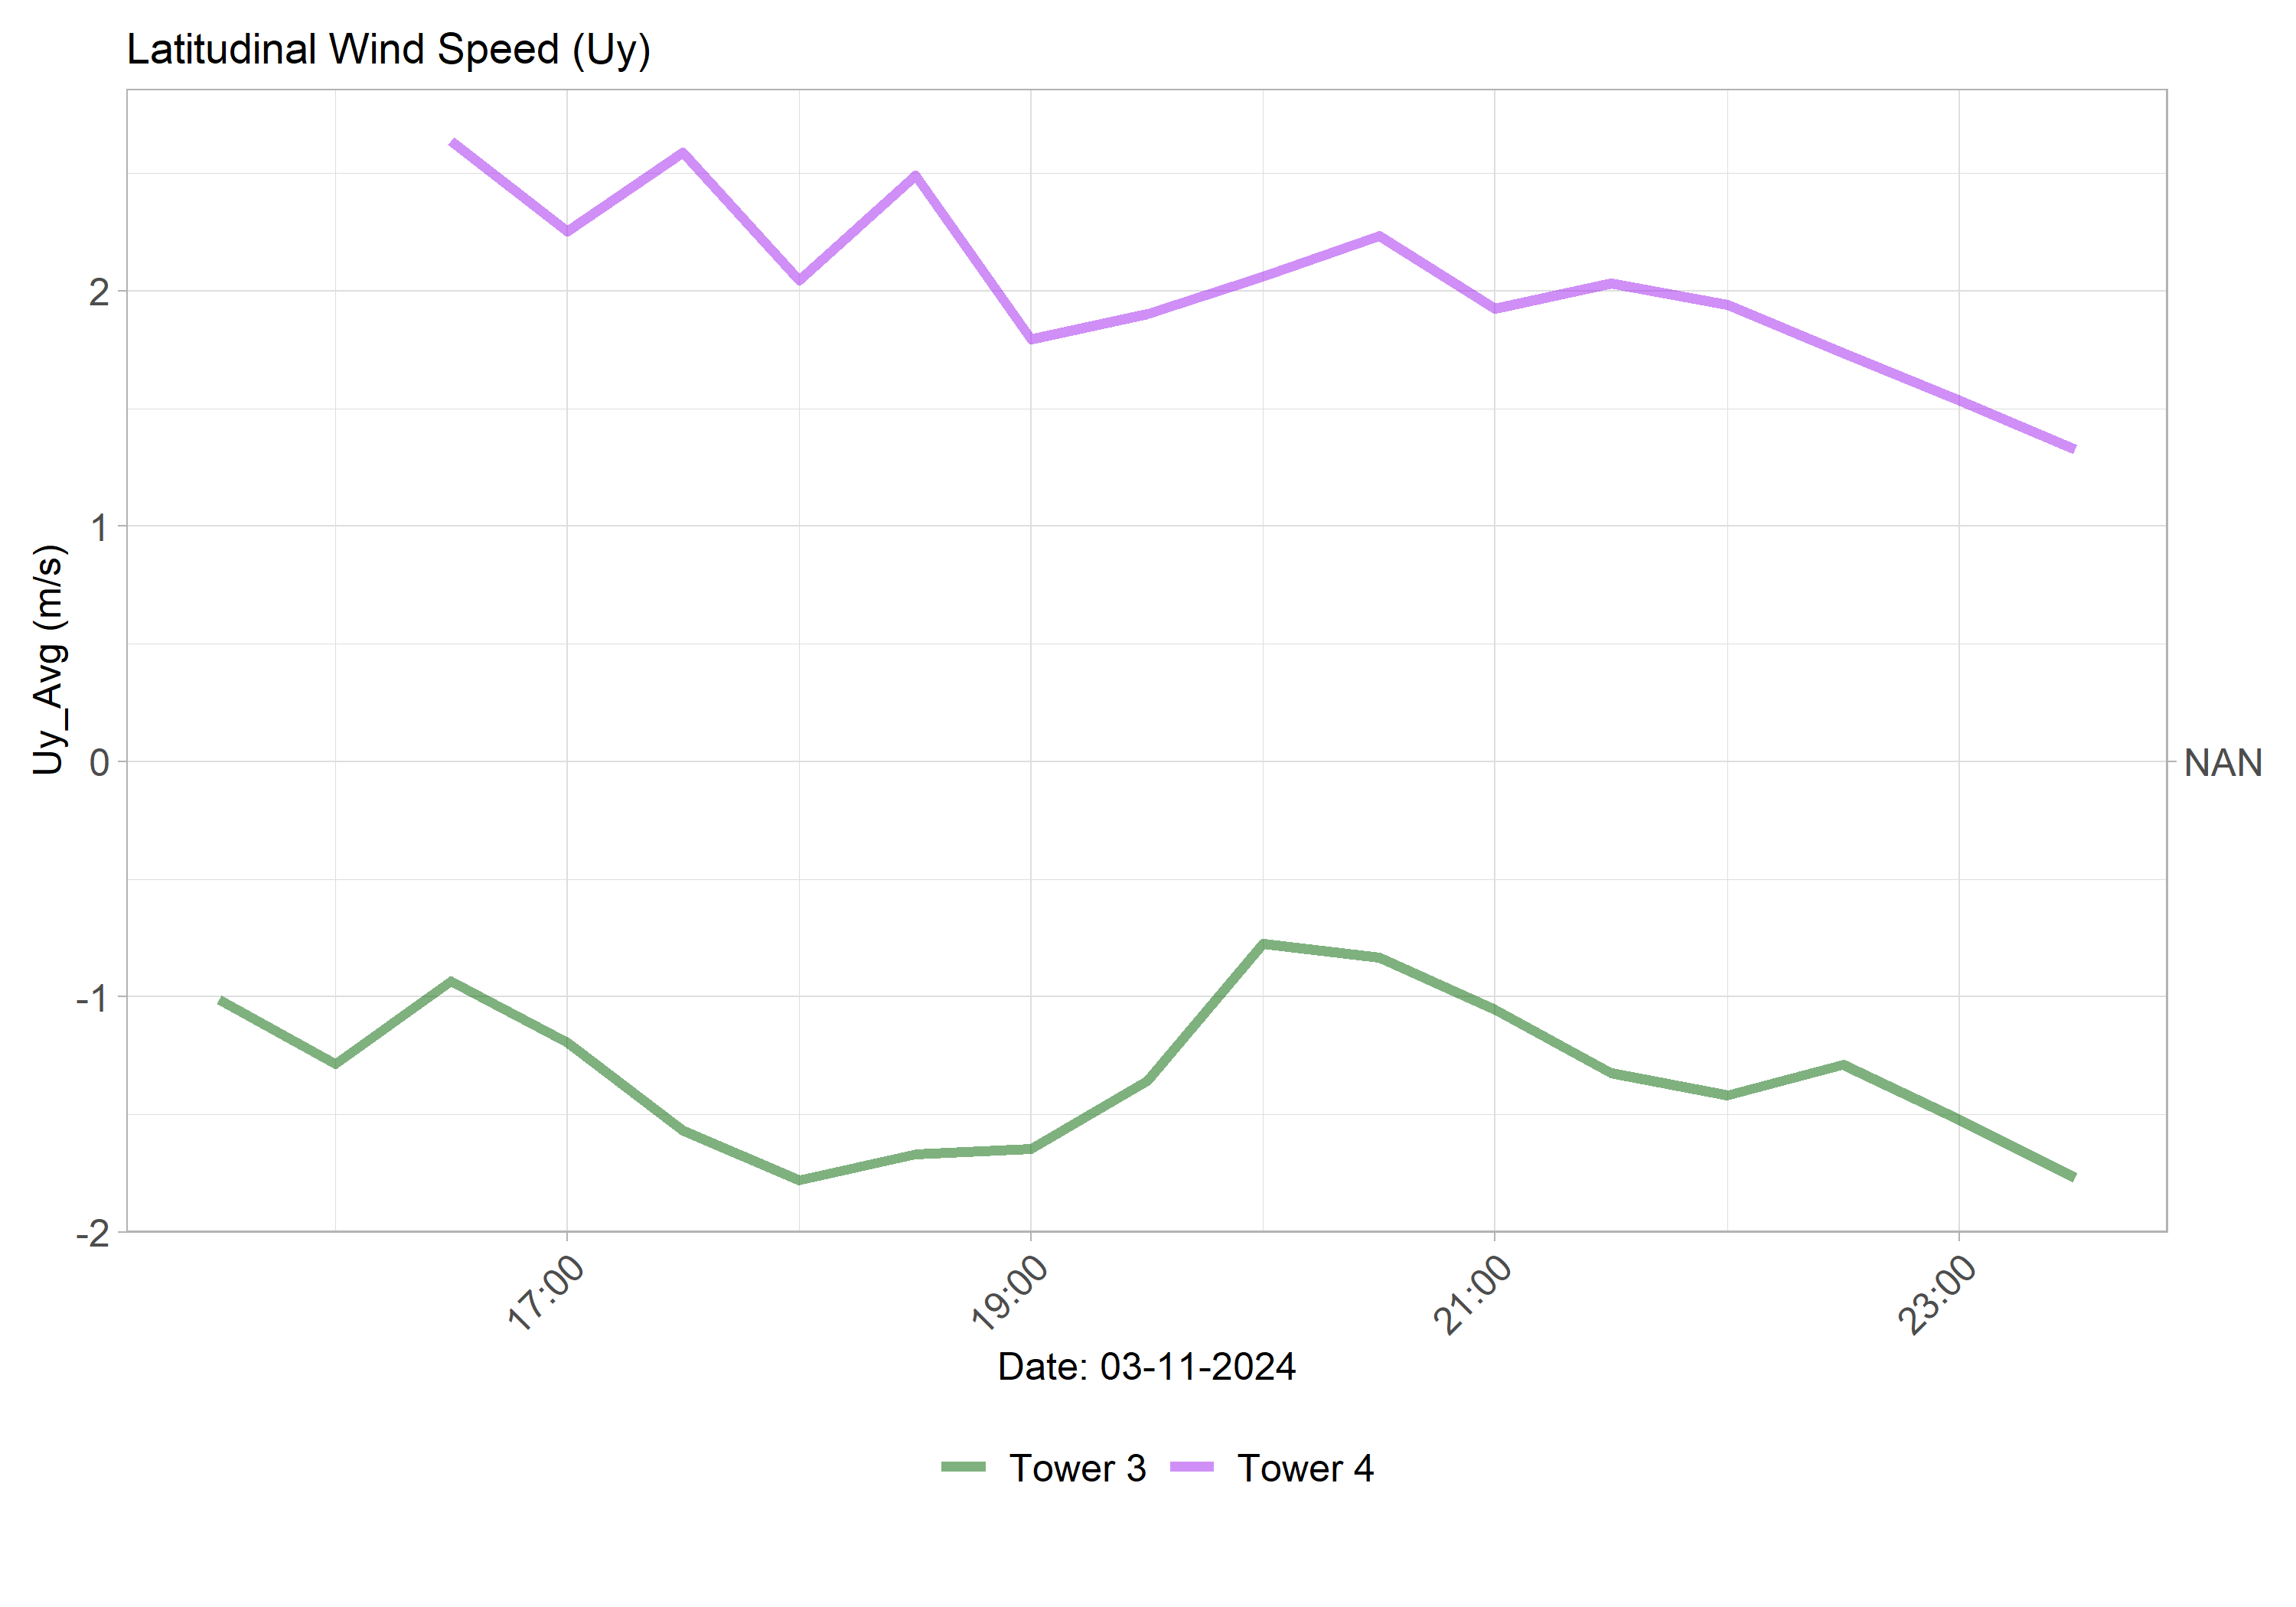 Latitudinal Wind Speed (Uy)
Uy_Avg (m/s)
2
1
0
-1
-2
NAN
17:00
19:00
21:00
23:00
Date: 03-11-2024
Tower 3
Tower 4